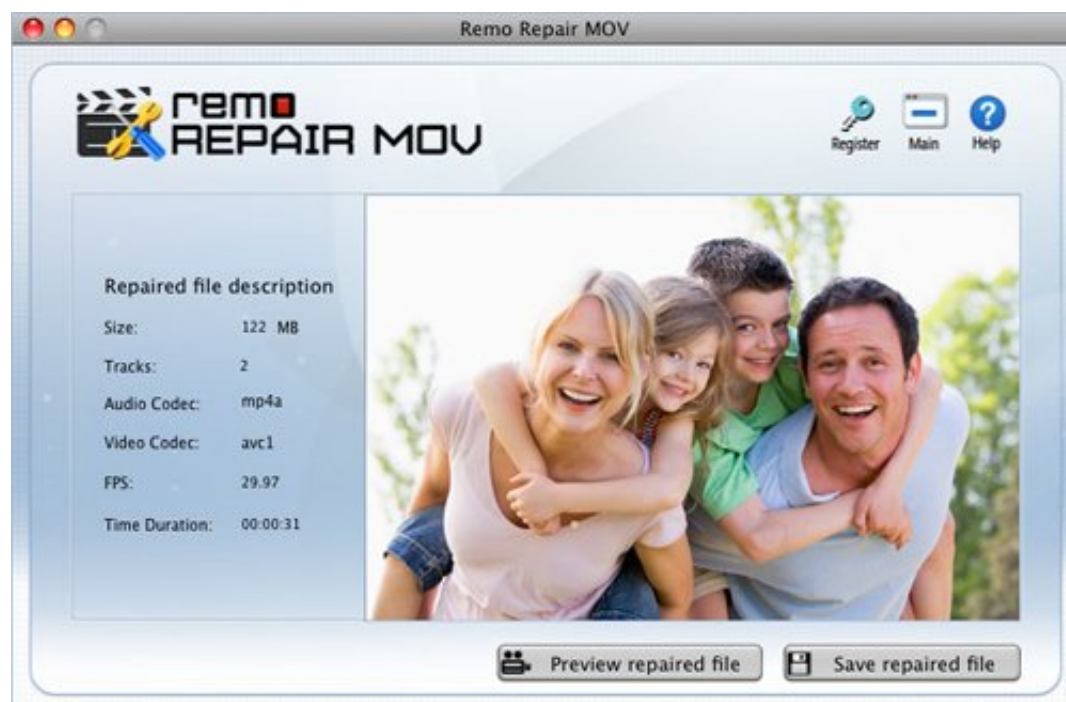 Remo Repair MOV
remo
REPAIR MOV
Register Main Help
Repaired file description
Size: 122 MB
Tracks: 2
Audio Codec: mp4a
Video Codec: avc1
FPS: 29.97
Time Duration: 00:00:31
Preview repaired file Save repaired file